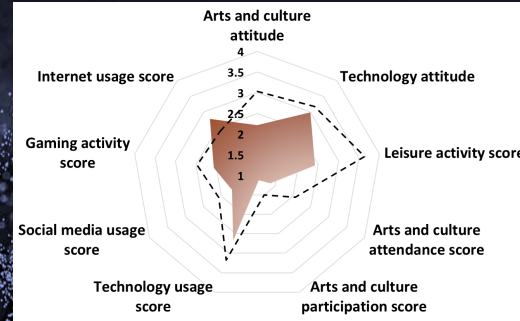 Arts and culture
attitude
4
3.5
3
2.5
2
1.5
1
Internet usage score
Technology attitude
Gaming activity
score
Leisure activity score
Social media usage
score
Arts and culture
attendance score
Technology usage
score
Arts and culture
participation score